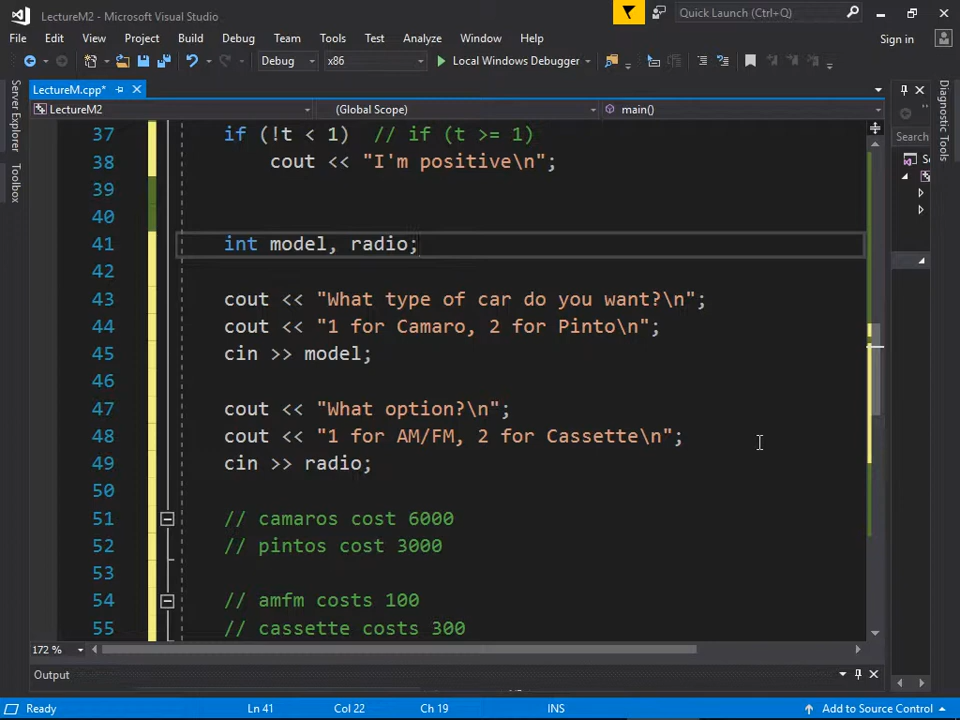 LectureM2 - Microsoft Visual Studio
Quick Launch (Ctrl+Q)
File Edit View Project Build Debug Team Tools Test Analyze Window Help
Sign in
Debug x86 Local Windows Debugger
Server Explorer
Toolbox
LectureM.cpp*
LectureM2 (Global Scope) main()
Diagnostic Tools
Search
37 if (!t < 1) // if (t >= 1)
38 cout << "I'm positive\n";
39
40
41 int model, radio;
42
43 cout << "What type of car do you want?\n";
44 cout << "1 for Camaro, 2 for Pinto\n";
45 cin >> model;
46
47 cout << "What option?\n";
48 cout << "1 for AM/FM, 2 for Cassette\n";
49 cin >> radio;
50
51 // camaros cost 6000
52 // pintos cost 3000
53
54 // amfm costs 100
55 // cassette costs 300
172 %
Output
Ready Ln 41 Col 22 Ch 19 INS Add to Source Control